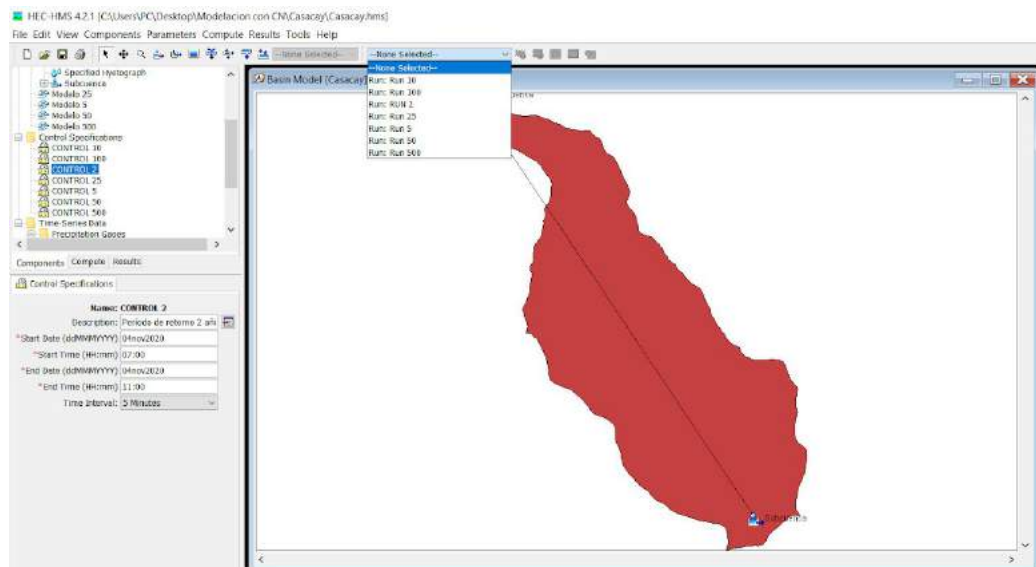 HEC-HMS 4.2.1 [C:\Users\PC\Desktop\Modelacion con CN\Casacay\Casacay.hms]
File Edit View Components Parameters Compute Results Tools Help
--None Selected--
--None Selected--
--None Selected--
Run: Run 10
Run: Run 100
Run: RUN 2
Run: Run 25
Run: Run 5
Run: Run 50
Run: Run 500
Specified Hyetograph
Subcuenca
Modelo 25
Modelo 5
Modelo 50
Modelo 500
Control Specifications
CONTROL 10
CONTROL 100
CONTROL 2
CONTROL 25
CONTROL 5
CONTROL 50
CONTROL 500
Time-Series Data
Precipitation Gages
Components Compute Results
Control Specifications
Name: CONTROL 2
Description: Periodo de retorno 2 añ
*Start Date (ddMMMYYYY) 04nov2020
*Start Time (HH:mm) 07:00
*End Date (ddMMMYYYY) 04nov2020
*End Time (HH:mm) 11:00
Time Interval: 5 Minutes
Basin Model [Casacay
Subcuenca